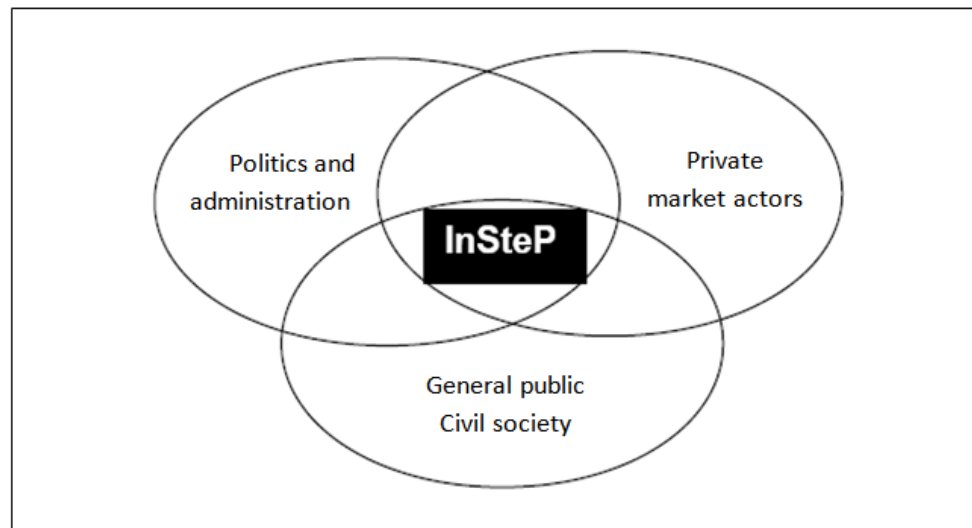 Politics and
administration
Private
market actors
InSteP
General public
Civil society